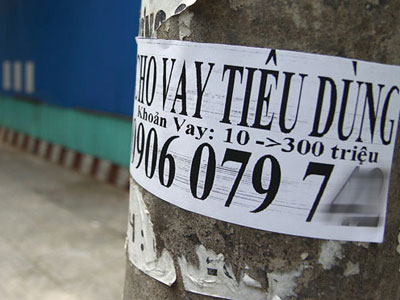 CHO VAY TIÊU DÙNG
Khoản Vay: 10 ->300 triệu
0906 079 7